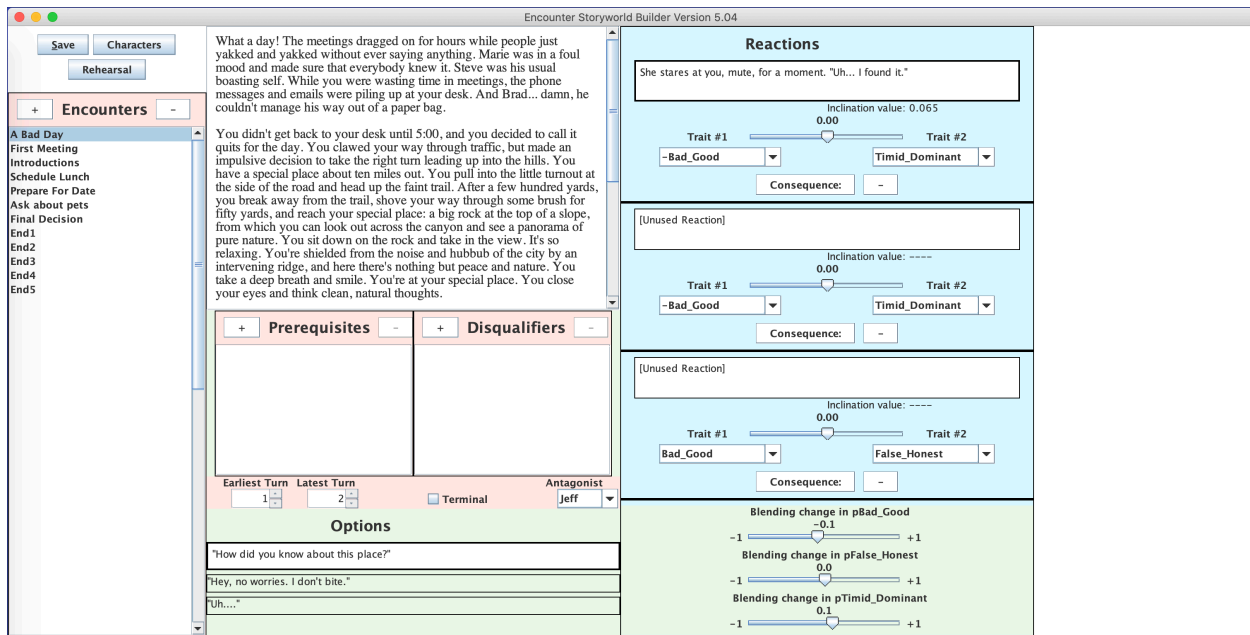 Encounter Storyworld Builder Version 5.04
Save
Characters
Rehearsal
+ Encounters -
A Bad Day
First Meeting
Introductions
Schedule Lunch
Prepare For Date
Ask about pets
Final Decision
End1
End2
End3
End4
End5
What a day! The meetings dragged on for hours while people just
yakked and yakked without ever saying anything. Marie was in a foul
mood and made sure that everybody knew it. Steve was his usual
boasting self. While you were wasting time in meetings, the phone
messages and emails were piling up at your desk. And Brad... damn, he
couldn't manage his way out of a paper bag.
You didn't get back to your desk until 5:00, and you decided to call it
quits for the day. You clawed your way through traffic, but made an
impulsive decision to take the right turn leading up into the hills. You
have a special place about ten miles out. You pull into the little turnout at
the side of the road and head up the faint trail. After a few hundred yards,
you break away from the trail, shove your way through some brush for
fifty yards, and reach your special place: a big rock at the top of a slope,
from which you can look out across the canyon and see a panorama of
pure nature. You sit down on the rock and take in the view. It's so
relaxing. You're shielded from the noise and hubbub of the city by an
intervening ridge, and here there's nothing but peace and nature. You
take a deep breath and smile. You're at your special place. You close
your eyes and think clean, natural thoughts.
+ Prerequisites -
+ Disqualifiers -
Earliest Turn Latest Turn
1
2
Terminal
Antagonist
Jeff
Options
"How did you know about this place?"
"Hey, no worries. I don't bite."
"Uh...."
Reactions
She stares at you, mute, for a moment. "Uh... I found it."
Inclination value: 0.065
0.00
Trait #1 Trait #2
-Bad_Good Timid_Dominant
Consequence: -
[Unused Reaction]
Inclination value: ----
0.00
Trait #1 Trait #2
-Bad_Good Timid_Dominant
Consequence: -
[Unused Reaction]
Inclination value: ----
0.00
Trait #1 Trait #2
Bad_Good False_Honest
Consequence: -
Blending change in pBad_Good
-0.1
-1 +1
Blending change in pFalse_Honest
0.0
-1 +1
Blending change in pTimid_Dominant
0.1
-1 +1